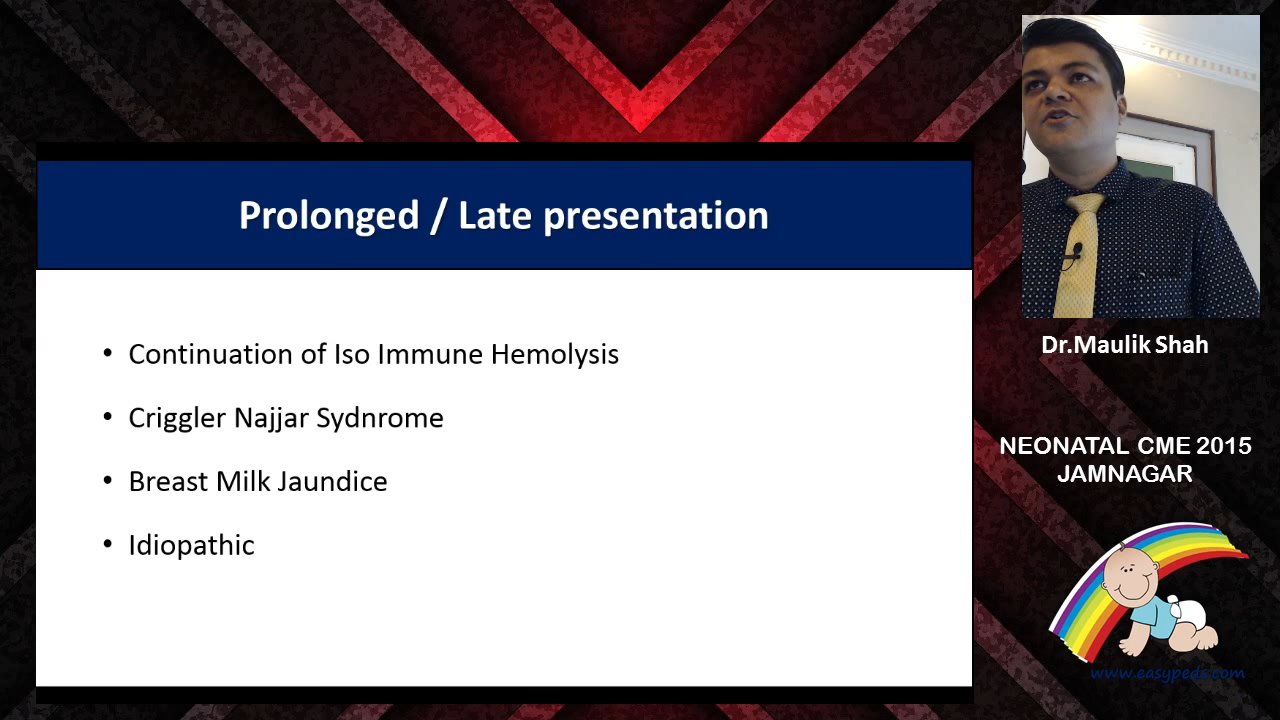 Prolonged / Late presentation
• Continuation of Iso Immune Hemolysis
• Criggler Najjar Sydnrome
• Breast Milk Jaundice
• Idiopathic
Dr.Maulik Shah
NEONATAL CME 2015
JAMNAGAR
www.easypeds.com